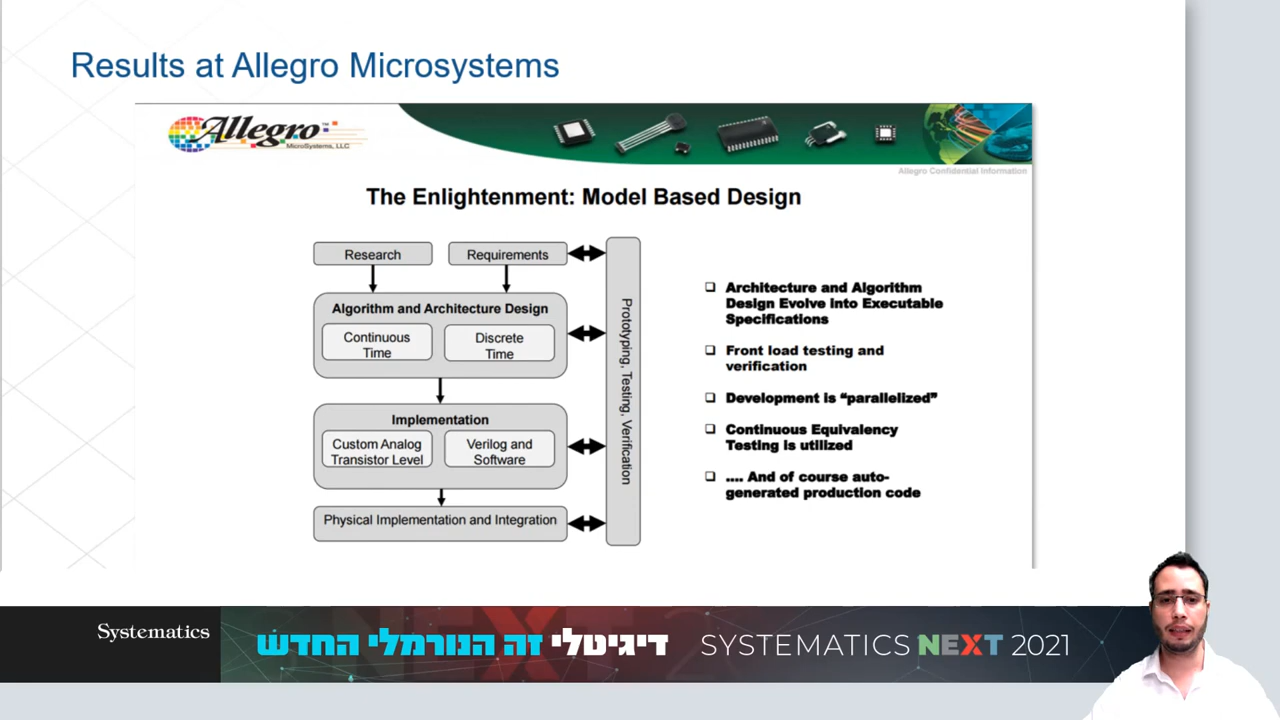 Results at Allegro Microsystems
Allegro™
MicroSystems, LLC
Allegro Confidential Information
The Enlightenment: Model Based Design
Research
Requirements
Algorithm and Architecture Design
Continuous
Time
Discrete
Time
Implementation
Custom Analog
Transistor Level
Verilog and
Software
Physical Implementation and Integration
Prototyping, Testing, Verification
❑ Architecture and Algorithm
Design Evolve into Executable
Specifications
❑ Front load testing and
verification
❑ Development is “parallelized”
❑ Continuous Equivalency
Testing is utilized
❑ .... And of course auto-
generated production code
Systematics
דיגיטלי זה הנורמלי החדש
SYSTEMATICS NEXT 2021